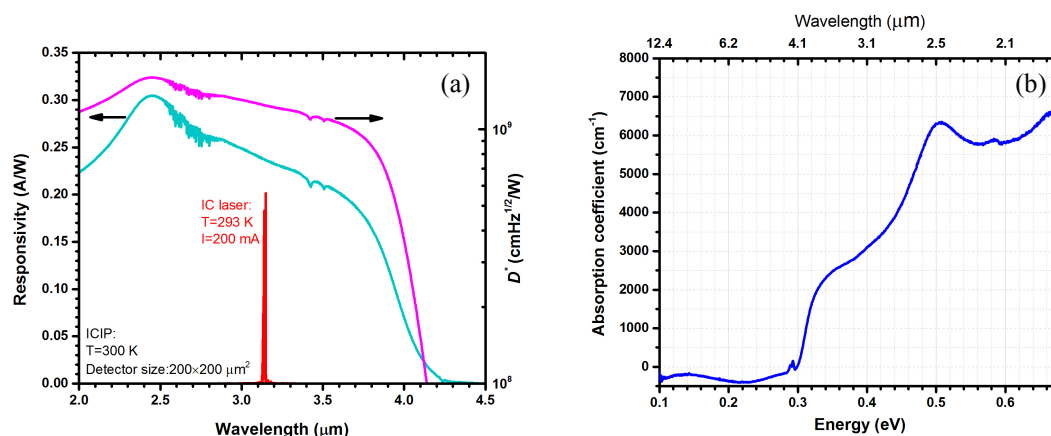 (a)
0.35
0.30
0.25
0.20
0.15
0.10
0.05
0.00
Responsivity (A/W)
IC laser:
T=293 K
I=200 mA
ICIP:
T=300 K
Detector size:200×200 μm²
10⁹
10⁸
D* (cmHz^1/2/W)
2.0 2.5 3.0 3.5 4.0 4.5
Wavelength (μm)
Wavelength (μm)
12.4 6.2 4.1 3.1 2.5 2.1
(b)
8000
7000
6000
5000
4000
3000
2000
1000
0
Absorption coefficient (cm⁻¹)
0.1 0.2 0.3 0.4 0.5 0.6
Energy (eV)